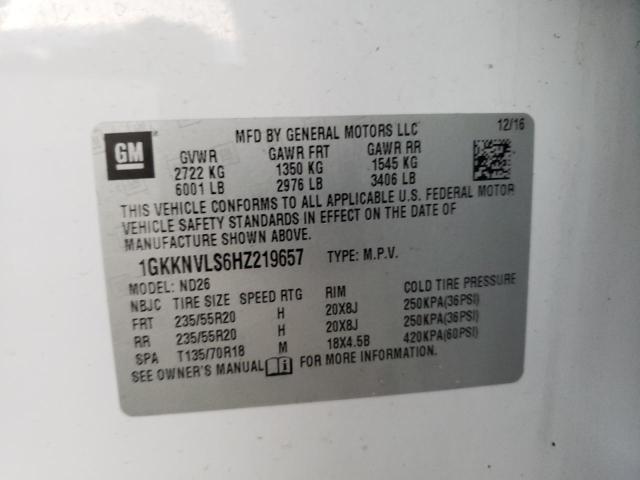 GM
MFD BY GENERAL MOTORS LLC 12/16
GVWR GAWR FRT GAWR RR
2722 KG 1350 KG 1545 KG
6001 LB 2976 LB 3406 LB
THIS VEHICLE CONFORMS TO ALL APPLICABLE U.S. FEDERAL MOTOR
VEHICLE SAFETY STANDARDS IN EFFECT ON THE DATE OF
MANUFACTURE SHOWN ABOVE.
1GKKNVLS6HZ219657 TYPE: M.P.V.
MODEL: ND26
NBJC TIRE SIZE SPEED RTG RIM COLD TIRE PRESSURE
FRT 235/55R20 H 20X8J 250KPA(36PSI)
RR 235/55R20 H 20X8J 250KPA(36PSI)
SPA T135/70R18 M 18X4.5B 420KPA(60PSI)
SEE OWNER'S MANUAL i FOR MORE INFORMATION.